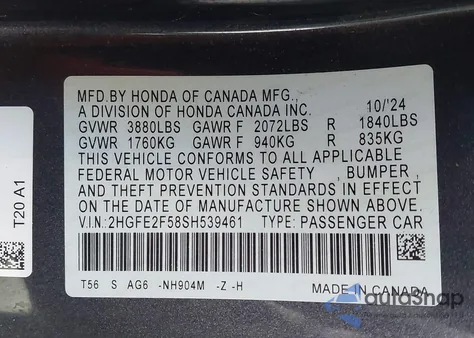 MFD.BY HONDA OF CANADA MFG.,
A DIVISION OF HONDA CANADA INC. 10/'24
GVWR 3880LBS GAWR F 2072LBS R 1840LBS
GVWR 1760KG GAWR F 940KG R 835KG
THIS VEHICLE CONFORMS TO ALL APPLICABLE
FEDERAL MOTOR VEHICLE SAFETY , BUMPER ,
AND THEFT PREVENTION STANDARDS IN EFFECT
ON THE DATE OF MANUFACTURE SHOWN ABOVE.
V.I.N:2HGFE2F58SH539461 TYPE: PASSENGER CAR
T56 S AG6 -NH904M -Z -H MADE IN CANADA
T20 A1
autoSnap